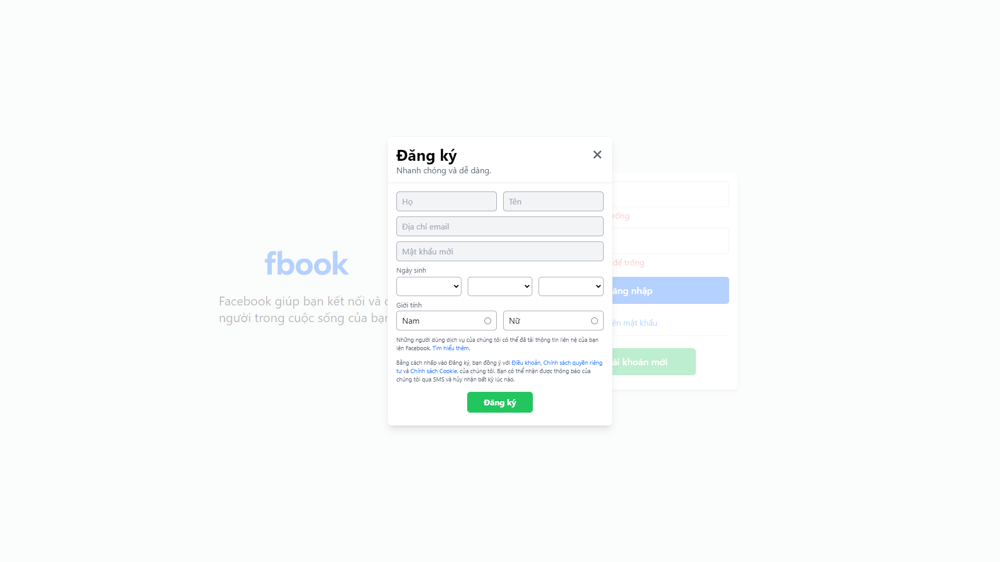 Đăng ký
Nhanh chóng và dễ dàng.
Họ
Tên
Địa chỉ email
Mật khẩu mới
Ngày sinh
Giới tính
Nam
Nữ
Những người dùng dịch vụ của chúng tôi có thể đã tải thông tin liên hệ của bạn
lên Facebook. Tìm hiểu thêm.
Bằng cách nhấp vào Đăng ký, bạn đồng ý với Điều khoản, Chính sách quyền riêng
tư và Chính sách Cookie. của chúng tôi. Bạn có thể nhận được thông báo của
chúng tôi qua SMS và hủy nhận bất kỳ lúc nào.
Đăng ký
fbook
Facebook giúp bạn kết nối và
người trong cuộc sống của bạn
để trống
nhập
mật khẩu
khoản mới